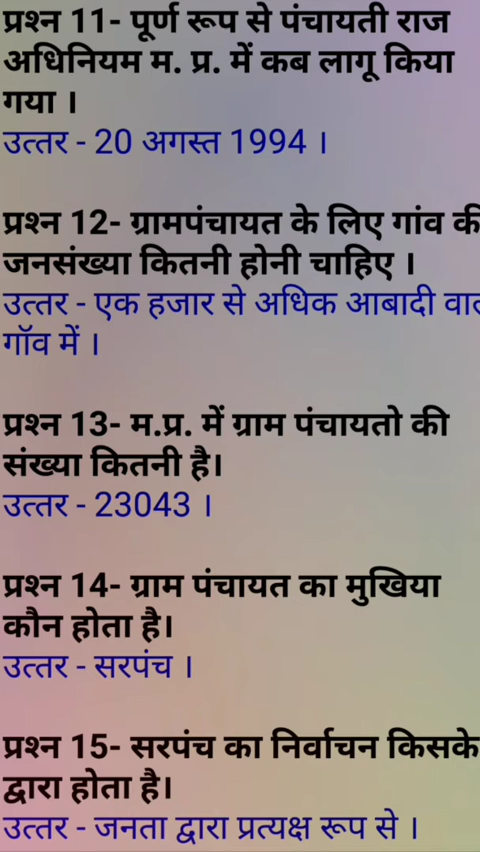 प्रश्न 11- पूर्ण रूप से पंचायती राज
अधिनियम म. प्र. में कब लागू किया
गया ।
उत्तर - 20 अगस्त 1994 ।
प्रश्न 12- ग्रामपंचायत के लिए गांव की
जनसंख्या कितनी होनी चाहिए ।
उत्तर - एक हजार से अधिक आबादी
गॉव में ।
प्रश्न 13- म.प्र. में ग्राम पंचायतो की
संख्या कितनी है।
उत्तर - 23043 ।
प्रश्न 14- ग्राम पंचायत का मुखिया
कौन होता है।
उत्तर - सरपंच ।
प्रश्न 15- सरपंच का निर्वाचन किसके
द्वारा होता है।
उत्तर - जनता द्वारा प्रत्यक्ष रूप से ।